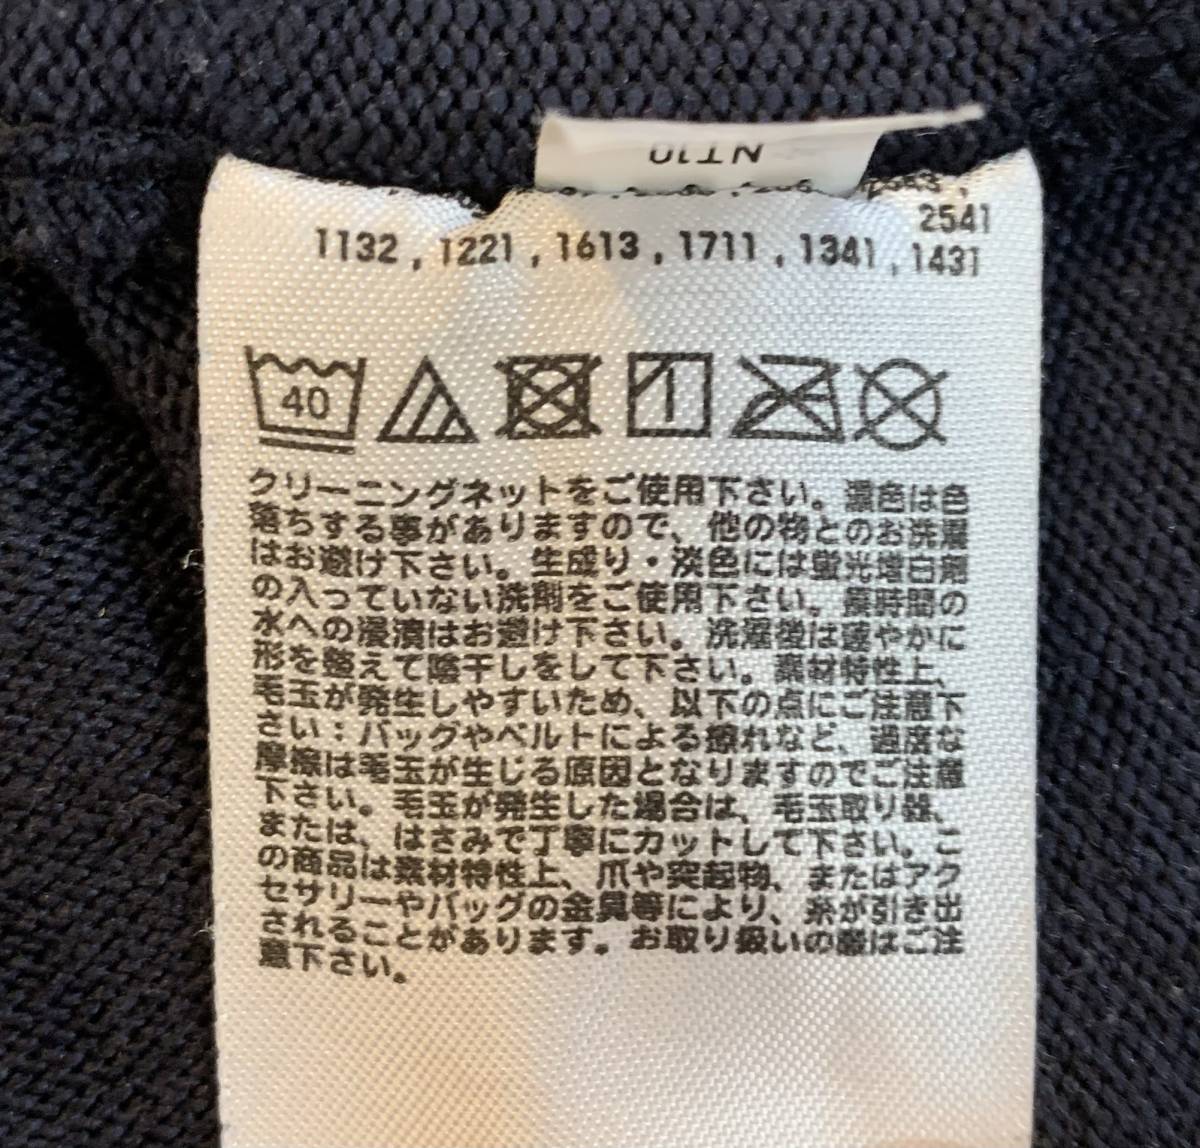 NT10
2541
1132 , 1221 , 1613 , 1711 , 1341 , 1431
40
クリーニングネットをご使用下さい。濃色は色
落ちする事がありますので、他の物とのお洗濯
はお避け下さい。生成り・淡色には蛍光増白剤
の入っていない洗剤をご使用下さい。長時間の
水への浸漬はお避け下さい。洗濯後は速やかに
形を整えて陰干しをして下さい。素材特性上、
毛玉が発生しやすいため、以下の点にご注意下
さい：バッグやベルトによる擦れなど、過度な
摩擦は毛玉が生じる原因となりますのでご注意
下さい。毛玉が発生した場合は、毛玉取り器、
または、はさみで丁寧にカットして下さい。こ
の商品は素材特性上、爪や突起物、またはアク
セサリーやバッグの金具等により、糸が引き出
されることがあります。お取り扱いの際はご注
意下さい。